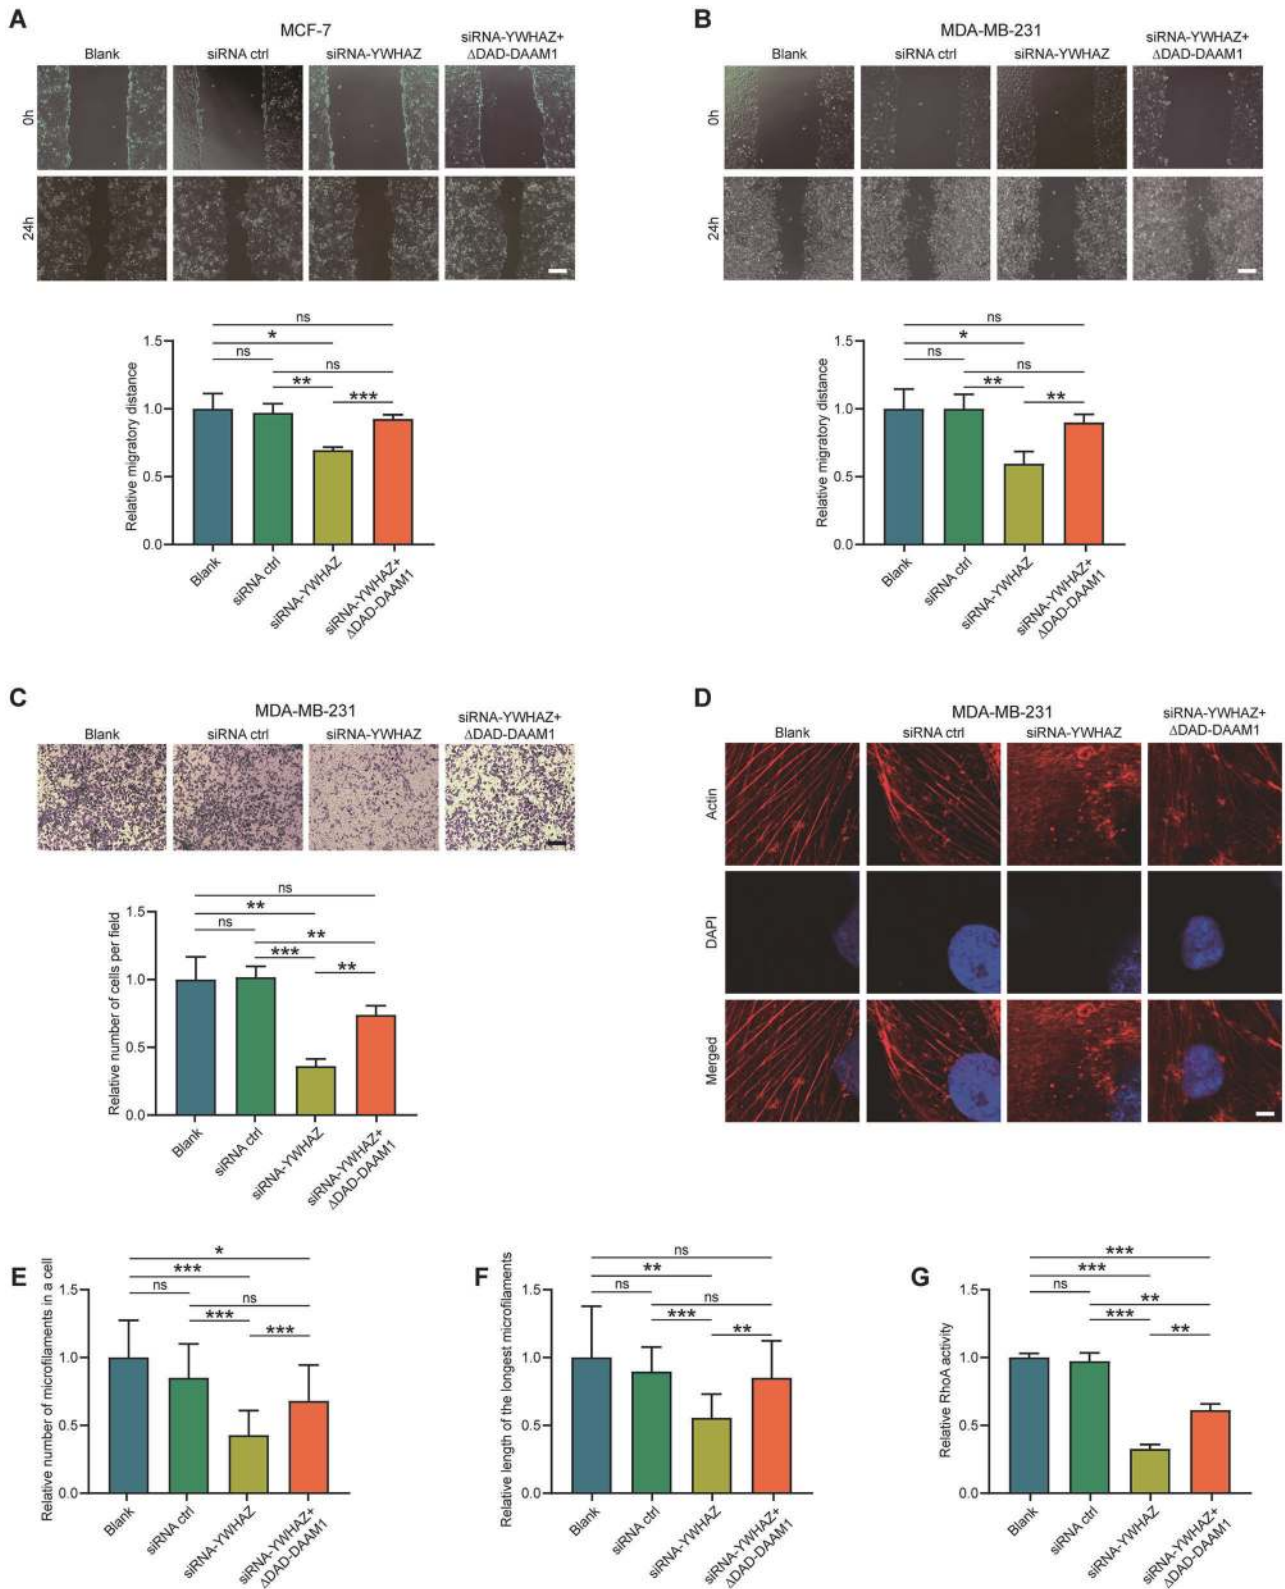 A
MCF-7
Blank
siRNA ctrl
siRNA-YWHAZ
siRNA-YWHAZ+
ΔDAD-DAAM1
0h
24h
ns
*
ns
ns
**
***
Relative migratory distance
1.5
1.0
0.5
0.0
Blank
siRNA ctrl
siRNA-YWHAZ
siRNA-YWHAZ+
ΔDAD-DAAM1
B
MDA-MB-231
Blank
siRNA ctrl
siRNA-YWHAZ
siRNA-YWHAZ+
ΔDAD-DAAM1
0h
24h
ns
*
ns
ns
**
**
Relative migratory distance
1.5
1.0
0.5
0.0
Blank
siRNA ctrl
siRNA-YWHAZ
siRNA-YWHAZ+
ΔDAD-DAAM1
C
MDA-MB-231
Blank
siRNA ctrl
siRNA-YWHAZ
siRNA-YWHAZ+
ΔDAD-DAAM1
ns
**
ns
**
***
**
Relative number of cells per field
1.5
1.0
0.5
0.0
Blank
siRNA ctrl
siRNA-YWHAZ
siRNA-YWHAZ+
ΔDAD-DAAM1
D
MDA-MB-231
Blank
siRNA ctrl
siRNA-YWHAZ
siRNA-YWHAZ+
ΔDAD-DAAM1
Actin
DAPI
Merged
E
*
***
ns
ns
***
***
Relative number of microfilaments in a cell
1.5
1.0
0.5
0.0
Blank
siRNA ctrl
siRNA-YWHAZ
siRNA-YWHAZ+
ΔDAD-DAAM1
F
ns
**
ns
ns
***
**
Relative length of the longest microfilaments
1.5
1.0
0.5
0.0
Blank
siRNA ctrl
siRNA-YWHAZ
siRNA-YWHAZ+
ΔDAD-DAAM1
G
***
***
ns
**
***
**
Relative RhoA activity
1.5
1.0
0.5
0.0
Blank
siRNA ctrl
siRNA-YWHAZ
siRNA-YWHAZ+
ΔDAD-DAAM1